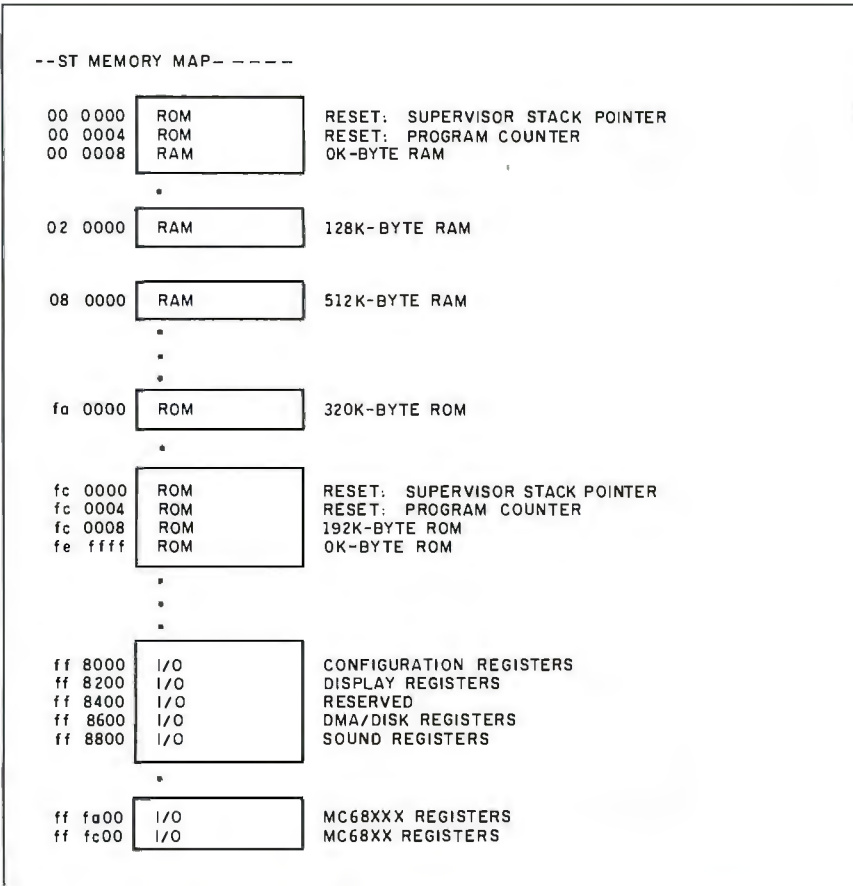 --ST MEMORY MAP-----
00 0000 ROM RESET: SUPERVISOR STACK POINTER
00 0004 ROM RESET: PROGRAM COUNTER
00 0008 RAM 0K-BYTE RAM
02 0000 RAM 128K-BYTE RAM
08 0000 RAM 512K-BYTE RAM
fa 0000 ROM 320K-BYTE ROM
fc 0000 ROM RESET: SUPERVISOR STACK POINTER
fc 0004 ROM RESET: PROGRAM COUNTER
fc 0008 ROM 192K-BYTE ROM
fe ffff ROM 0K-BYTE ROM
ff 8000 I/O CONFIGURATION REGISTERS
ff 8200 I/O DISPLAY REGISTERS
ff 8400 I/O RESERVED
ff 8600 I/O DMA/DISK REGISTERS
ff 8800 I/O SOUND REGISTERS
ff fa00 I/O MC68XXX REGISTERS
ff fc00 I/O MC68XX REGISTERS